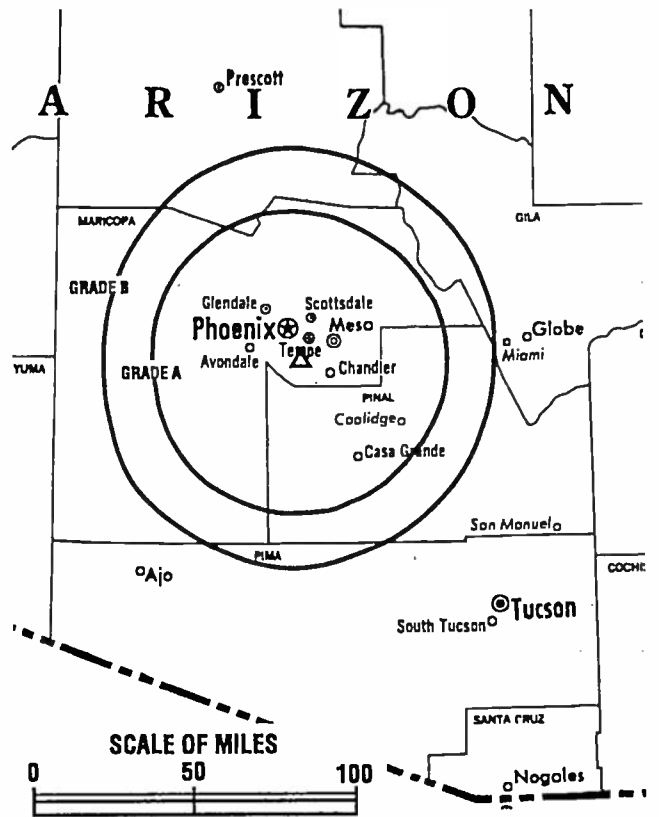 Prescott
A R I Z O N
MARICOPA
GILA
GRADE B
Glendale
Scottsdale
Phoenix
Mesa
Globe
Tempe
Miami
Avondale
YUMA
GRADE A
Chandler
PINAL
Coolidge
Casa Grande
San Manuel
PIMA
COCHI
Ajo
Tucson
South Tucson
SANTA CRUZ
SCALE OF MILES
0 50 100
Nogales